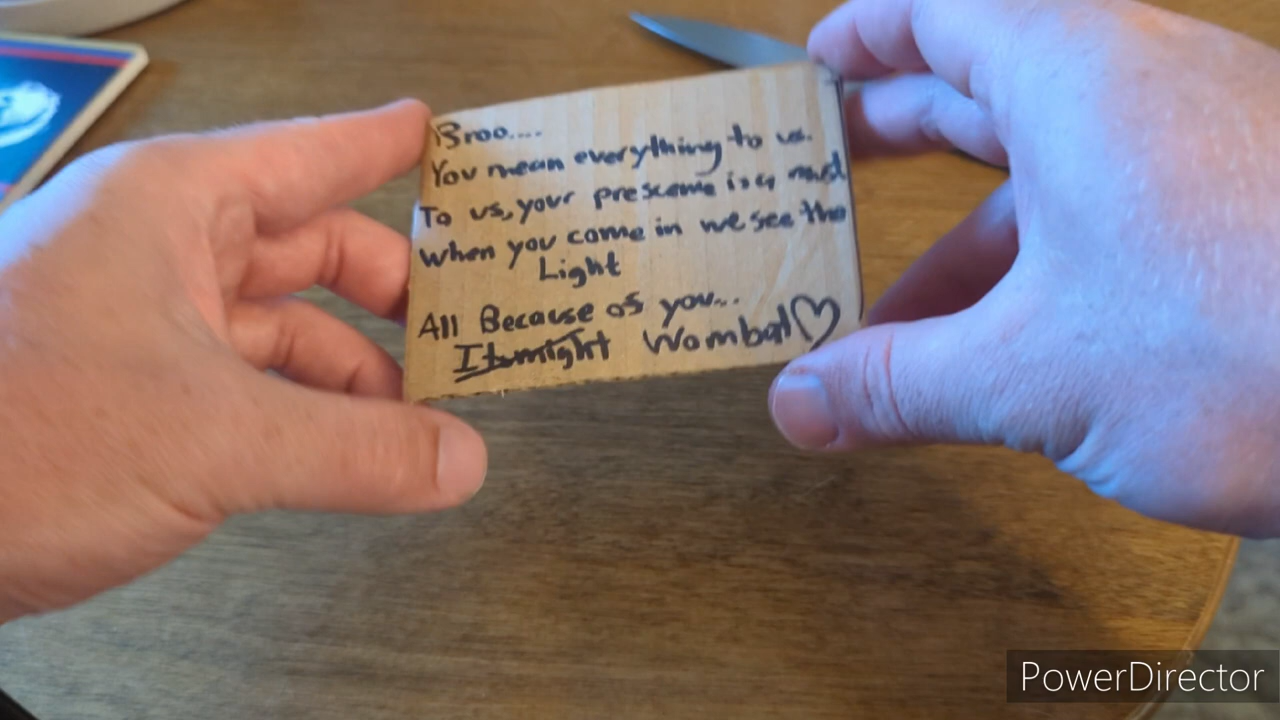 Broo....
You mean everything to us.
To us, your prescence is a must
When you come in we see the
Light
All Because of you...
Wombat♡
PowerDirector